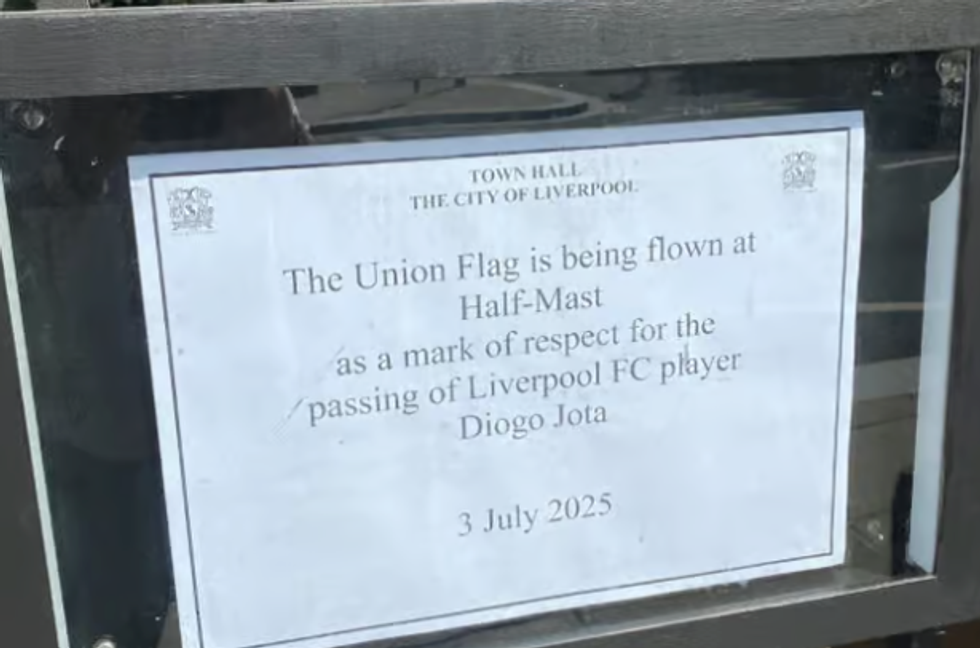 TOWN HALL
THE CITY OF LIVERPOOL
The Union Flag is being flown at
Half-Mast
as a mark of respect for the
passing of Liverpool FC player
Diogo Jota
3 July 2025